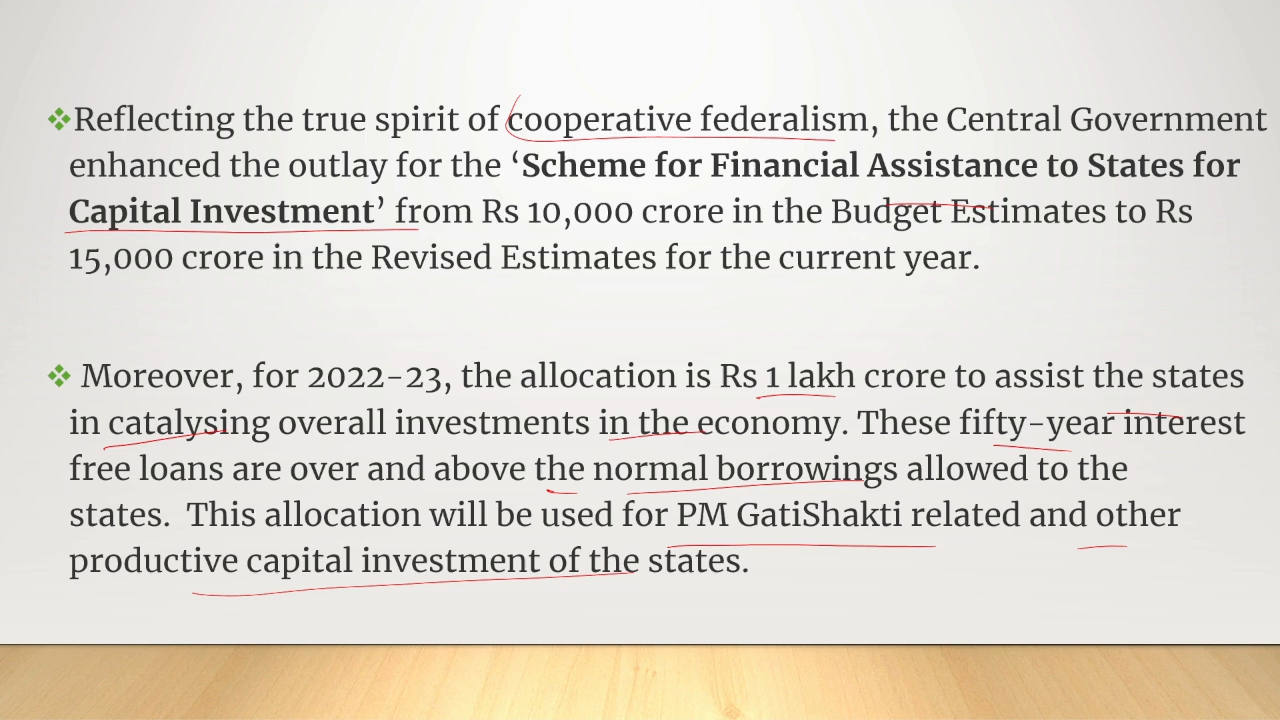 ❖Reflecting the true spirit of cooperative federalism, the Central Government
enhanced the outlay for the ‘Scheme for Financial Assistance to States for
Capital Investment’ from Rs 10,000 crore in the Budget Estimates to Rs
15,000 crore in the Revised Estimates for the current year.
❖ Moreover, for 2022-23, the allocation is Rs 1 lakh crore to assist the states
in catalysing overall investments in the economy. These fifty-year interest
free loans are over and above the normal borrowings allowed to the
states.  This allocation will be used for PM GatiShakti related and other
productive capital investment of the states.